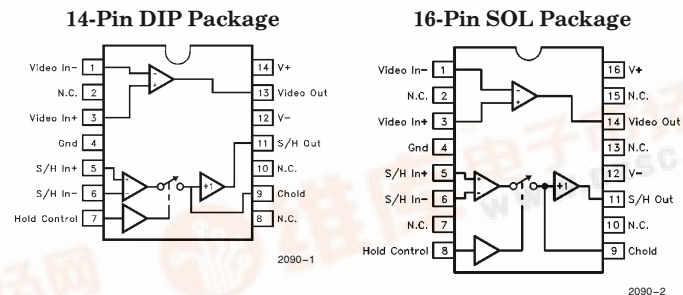 14-Pin DIP Package
Video In- 1
N.C. 2
Video In+ 3
Gnd 4
S/H In+ 5
S/H In- 6
Hold Control 7
14 V+
13 Video Out
12 V-
11 S/H Out
10 N.C.
9 Chold
8 N.C.
- +
+ -
+1
2090-1
16-Pin SOL Package
Video In- 1
N.C. 2
Video In+ 3
Gnd 4
S/H In+ 5
S/H In- 6
N.C. 7
Hold Control 8
16 V+
15 N.C.
14 Video Out
13 N.C.
12 V-
11 S/H Out
10 N.C.
9 Chold
- +
+ -
+1
2090-2